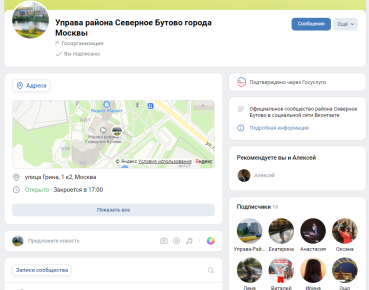 Управа района Северное Бутово города
Москвы
Госорганизация
Вы подписаны
Сообщение
Ещё
Адреса
Управа района
Северное Бутово
© Яндекс Условия использования Яндекс
улица Грина, 1 к2, Москва
Открыто · Закроется в 17:00
Показать все
Предложите новость
Записи сообщества
Подтверждено через Госуслуги
Официальное сообщество района Северное
Бутово в социальной сети Вконтакте
Подробная информация
Рекомендуете вы и Алексей
Алексей
Подписчики 19
Управа-Рай...
Екатерина
Анастасия
Оксана
Лена
Виталий
Ирина
Ошо